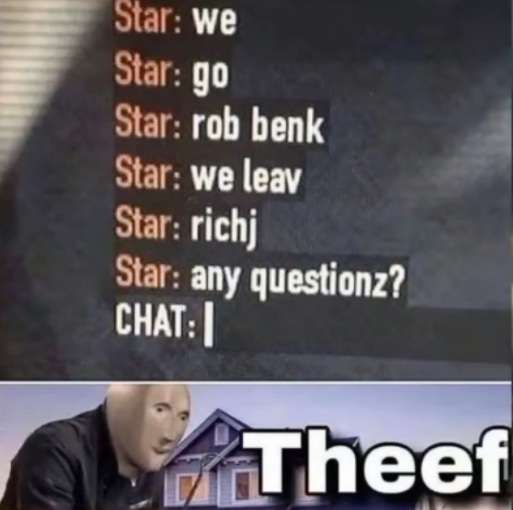 Star: we
Star: go
Star: rob benk
Star: we leav
Star: richj
Star: any questionz?
CHAT:
Theef